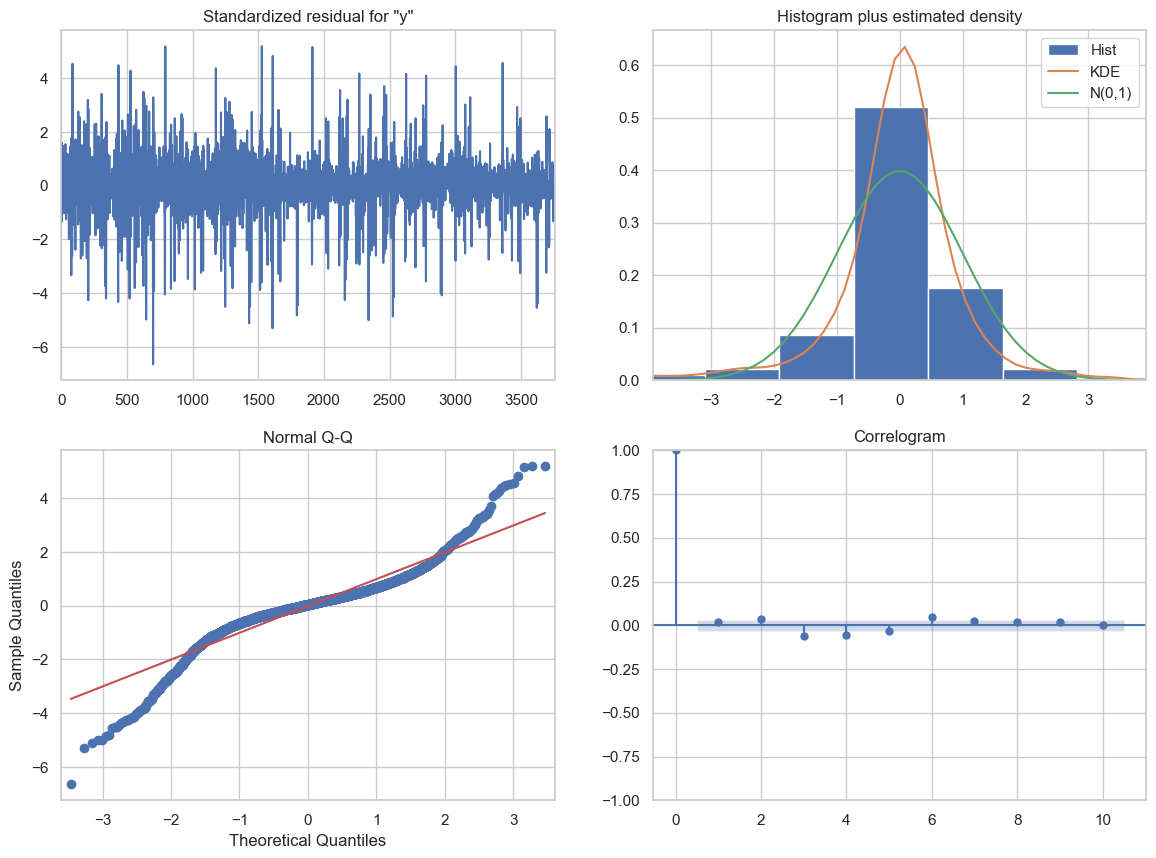 Standardized residual for "y"
4
2
0
−2
−4
−6
0 500 1000 1500 2000 2500 3000 3500
Histogram plus estimated density
Hist
KDE
N(0,1)
0.6
0.5
0.4
0.3
0.2
0.1
0.0
−3 −2 −1 0 1 2 3
Normal Q-Q
Sample Quantiles
4
2
0
−2
−4
−6
−3 −2 −1 0 1 2 3
Theoretical Quantiles
Correlogram
1.00
0.75
0.50
0.25
0.00
−0.25
−0.50
−0.75
−1.00
0 2 4 6 8 10